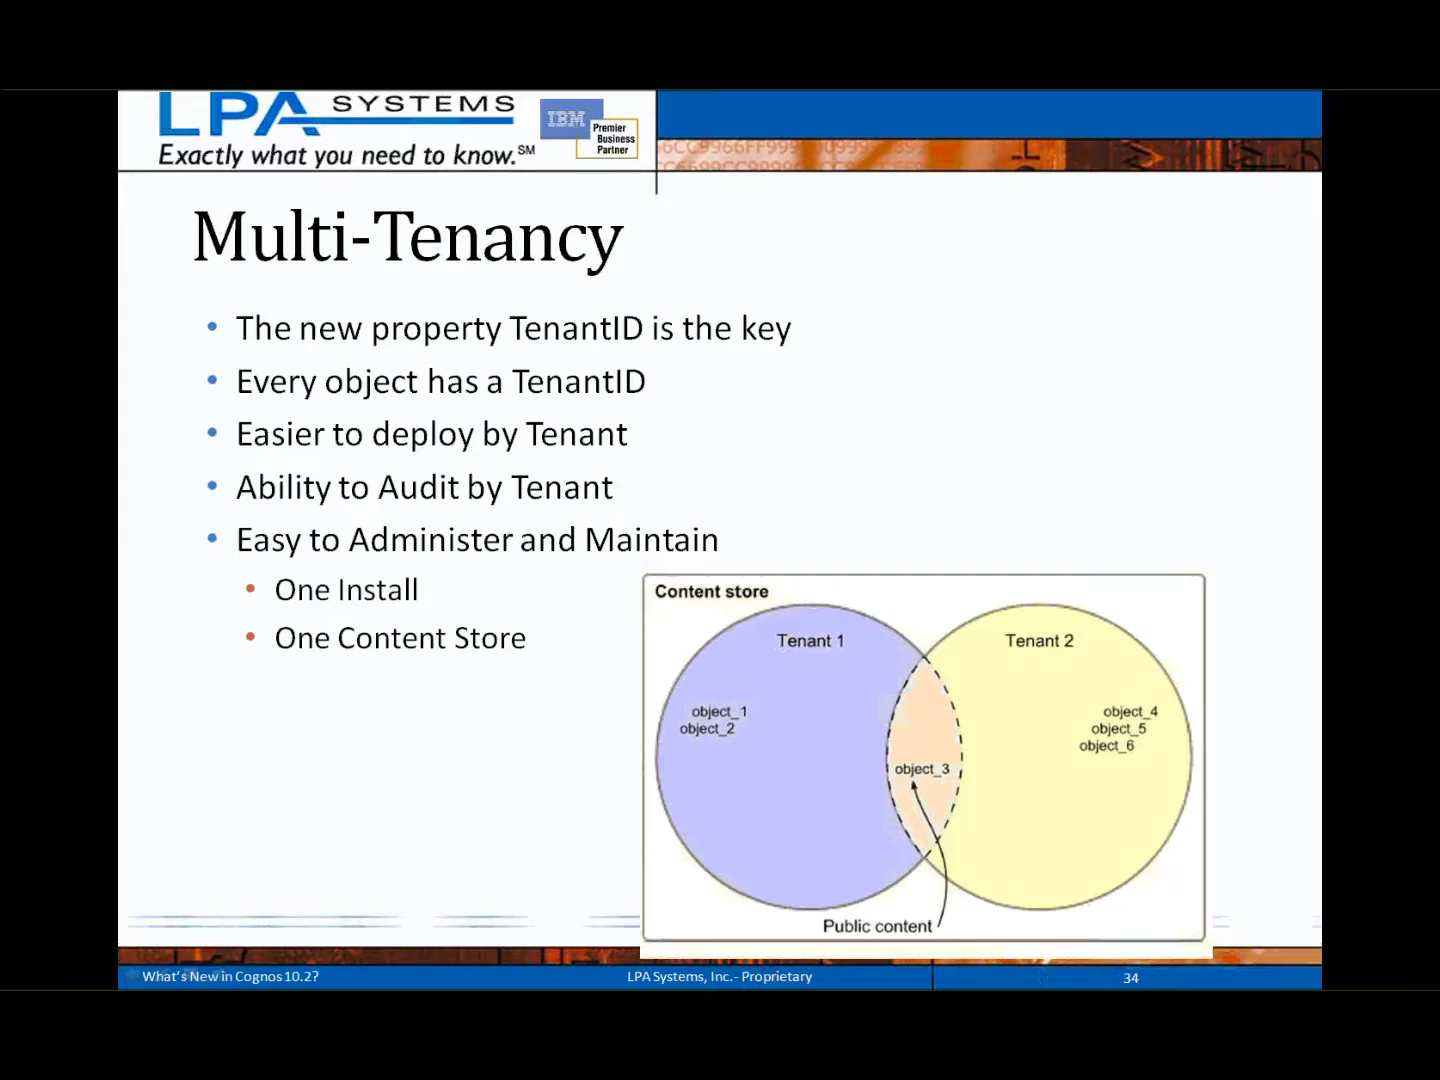 LPA SYSTEMS
Exactly what you need to know.SM
IBM
Premier
Business
Partner
Multi-Tenancy
• The new property TenantID is the key
• Every object has a TenantID
• Easier to deploy by Tenant
• Ability to Audit by Tenant
• Easy to Administer and Maintain
• One Install
• One Content Store
Content store
Tenant 1
Tenant 2
object_1
object_2
object_3
object_4
object_5
object_6
Public content
What's New in Cognos 10.2?
LPA Systems, Inc.- Proprietary
34